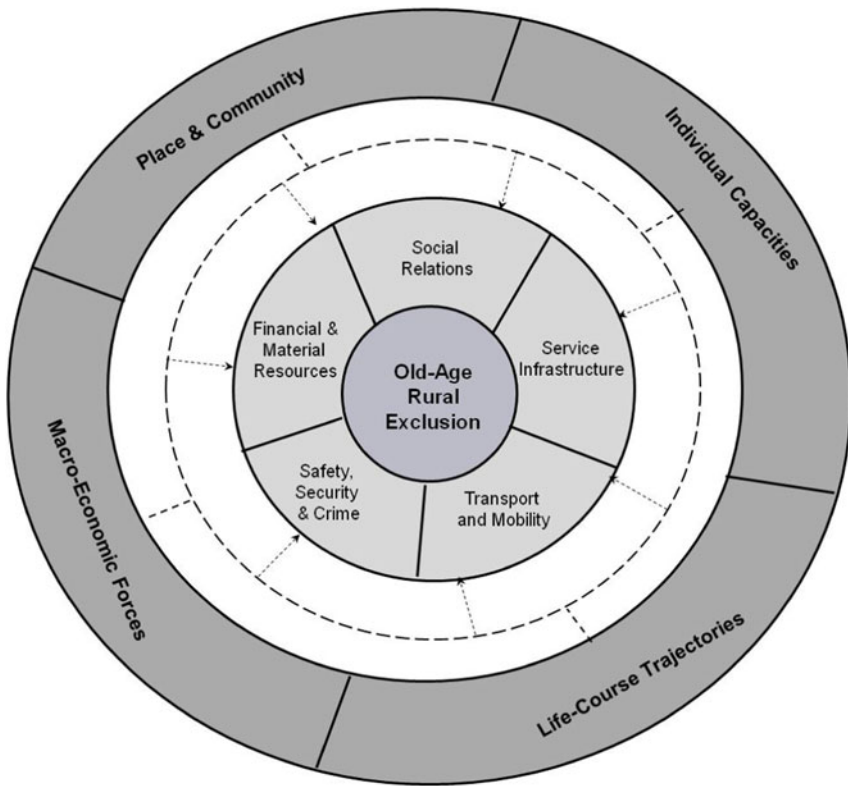 Place & Community
Individual Capacities
Social
Relations
Financial &
Material
Resources
Service
Infrastructure
Old-Age
Rural
Exclusion
Safety,
Security
& Crime
Transport
and Mobility
Macro-Economic Forces
Life-Course Trajectories